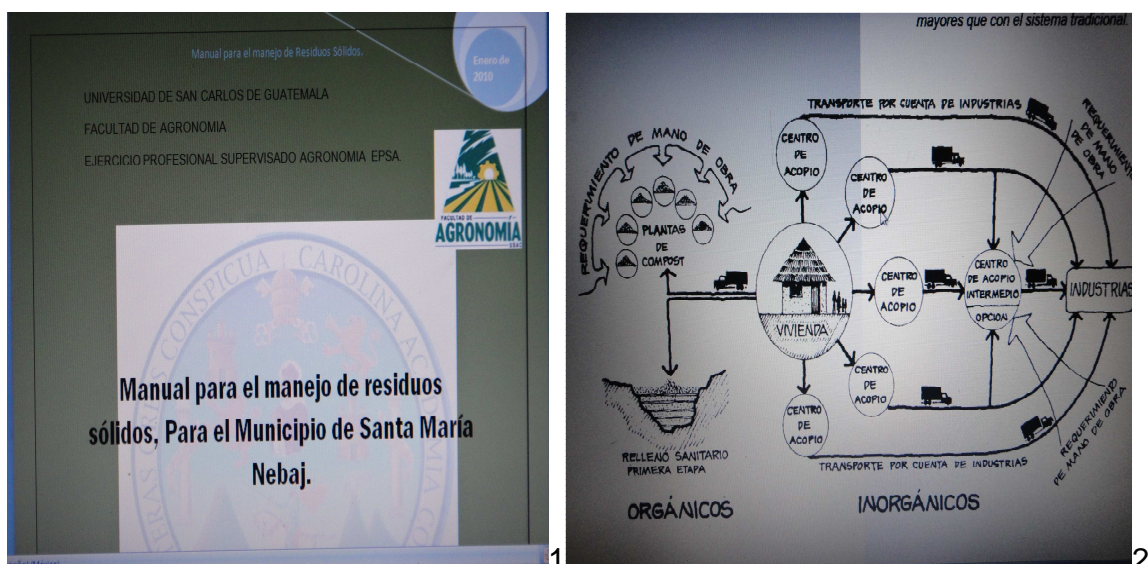 Manual para el manejo de Residuos Sólidos.
Enero de
2010
UNIVERSIDAD DE SAN CARLOS DE GUATEMALA
FACULTAD DE AGRONOMIA
EJERCICIO PROFESIONAL SUPERVISADO AGRONOMIA EPSA.
FACULTAD DE
AGRONOMÍA
USAC
CONSPICUA CAROLINA ACADEMIA
Manual para el manejo de residuos
sólidos, Para el Municipio de Santa María
Nebaj.
1
mayores que con el sistema tradicional.
TRANSPORTE POR CUENTA DE INDUSTRIAS
REQUERIMIENTO DE MANO DE OBRA
REQUERIMIENTO
DE MANO
DE OBRA
CENTRO
DE
ACOPIO
CENTRO
DE
ACOPIO
PLANTAS
DE
COMPOST
CENTRO
DE
ACOPIO
CENTRO
DE ACOPIO
INTERMEDIO
OPCION
INDUSTRIAS
VIVIENDA
CENTRO
DE
ACOPIO
CENTRO
DE
ACOPIO
REQUERIMIENTO
DE MANO DE OBRA
RELLENO SANITARIO
PRIMERA ETAPA
TRANSPORTE POR CUENTA DE INDUSTRIAS
ORGÁNICOS
INORGÁNICOS
2